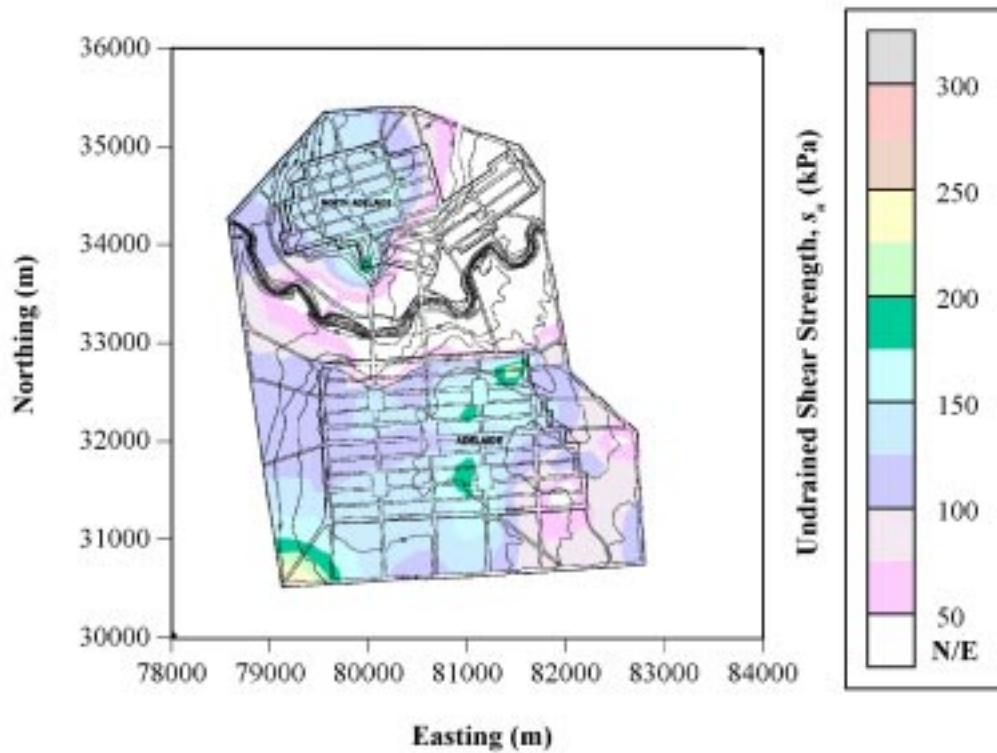 36000
35000
34000
33000
32000
31000
30000
78000 79000 80000 81000 82000 83000 84000
Northing (m)
Easting (m)
NORTH ADELAIDE
ADELAIDE
Undrained Shear Strength, sᵤ (kPa)
300
250
200
150
100
50
N/E